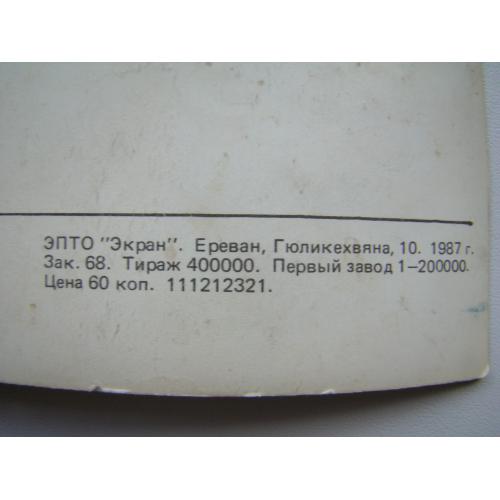 ЭПТО "Экран". Ереван, Гюликехвяна, 10. 1987 г.
Зак. 68. Тираж 400000. Первый завод 1–200000.
Цена 60 коп. 111212321.